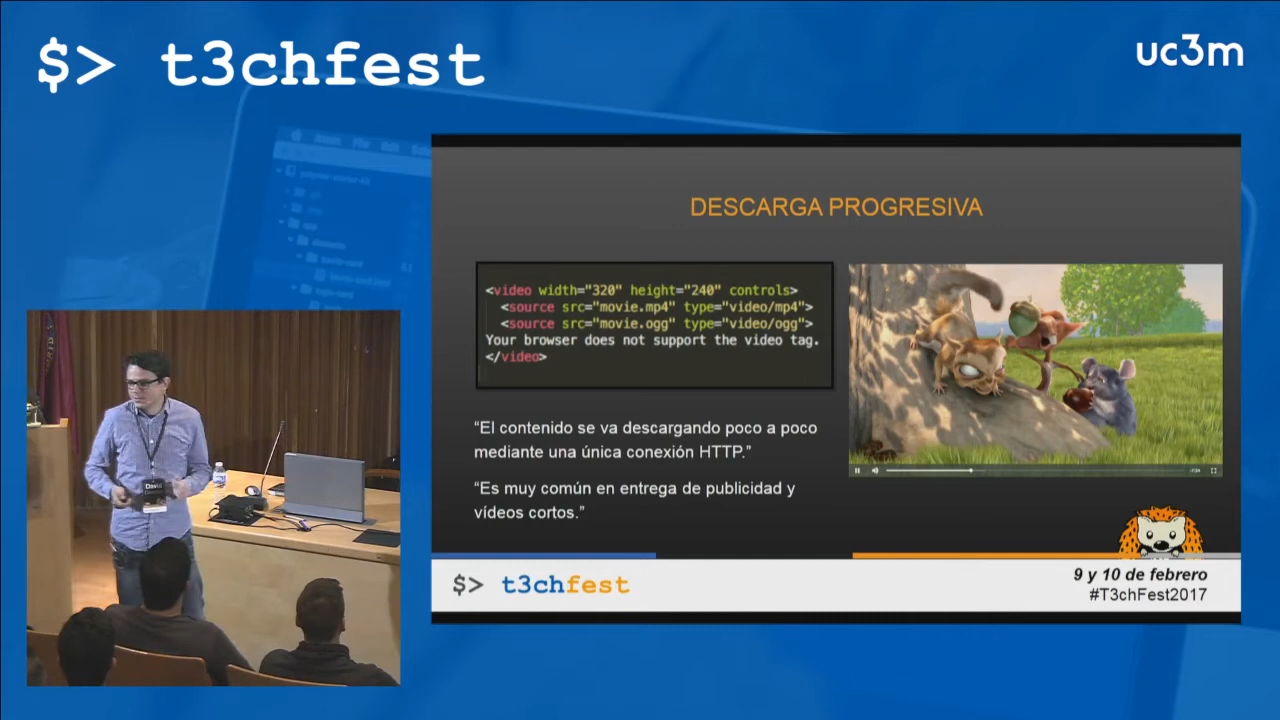 $> t3chfest
uc3m
DESCARGA PROGRESIVA
<video width="320" height="240" controls>
<source src="movie.mp4" type="video/mp4">
<source src="movie.ogg" type="video/ogg">
Your browser does not support the video tag.
</video>
“El contenido se va descargando poco a poco
mediante una única conexión HTTP.”
“Es muy común en entrega de publicidad y
vídeos cortos.”
$> t3chfest
9 y 10 de febrero
#T3chFest2017
David